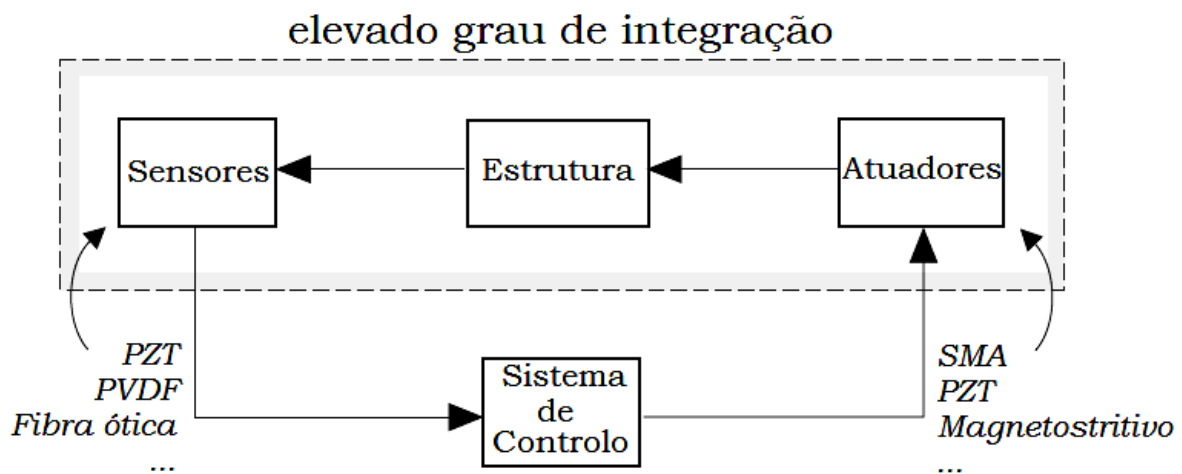 elevado grau de integração
Sensores
Estrutura
Atuadores
PZT
PVDF
Fibra ótica
...
Sistema
de
Controlo
SMA
PZT
Magnetostritivo
...